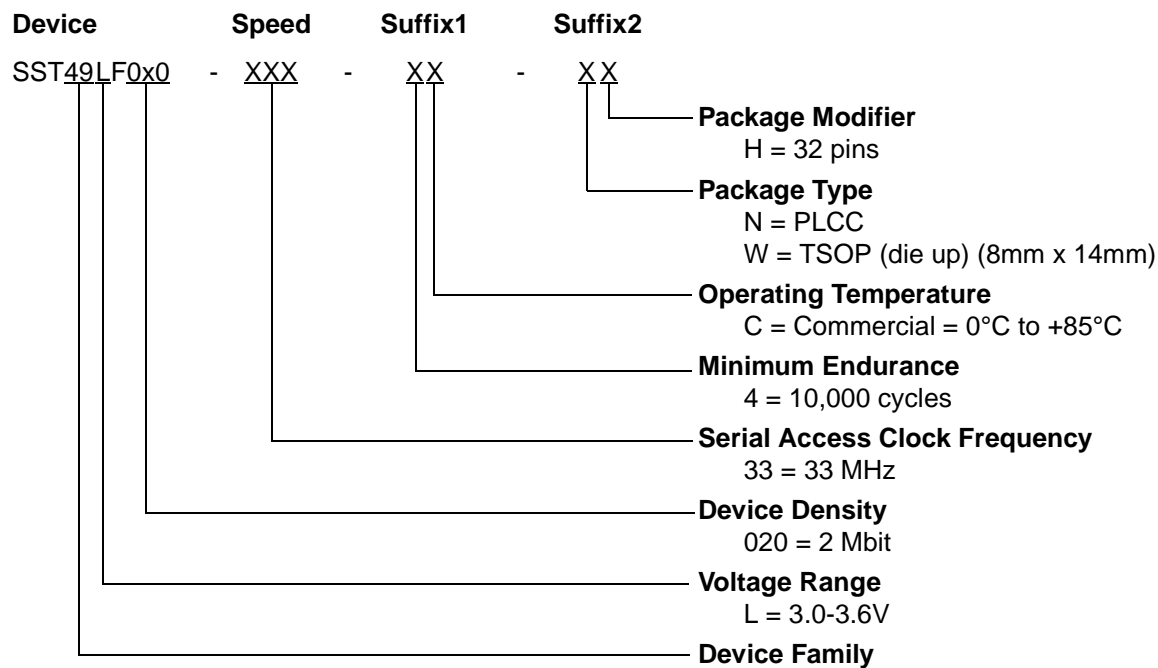 Device Speed Suffix1 Suffix2
SST49LF0x0 - XXX - XX - XX
Package Modifier
H = 32 pins
Package Type
N = PLCC
W = TSOP (die up) (8mm x 14mm)
Operating Temperature
C = Commercial = 0°C to +85°C
Minimum Endurance
4 = 10,000 cycles
Serial Access Clock Frequency
33 = 33 MHz
Device Density
020 = 2 Mbit
Voltage Range
L = 3.0-3.6V
Device Family